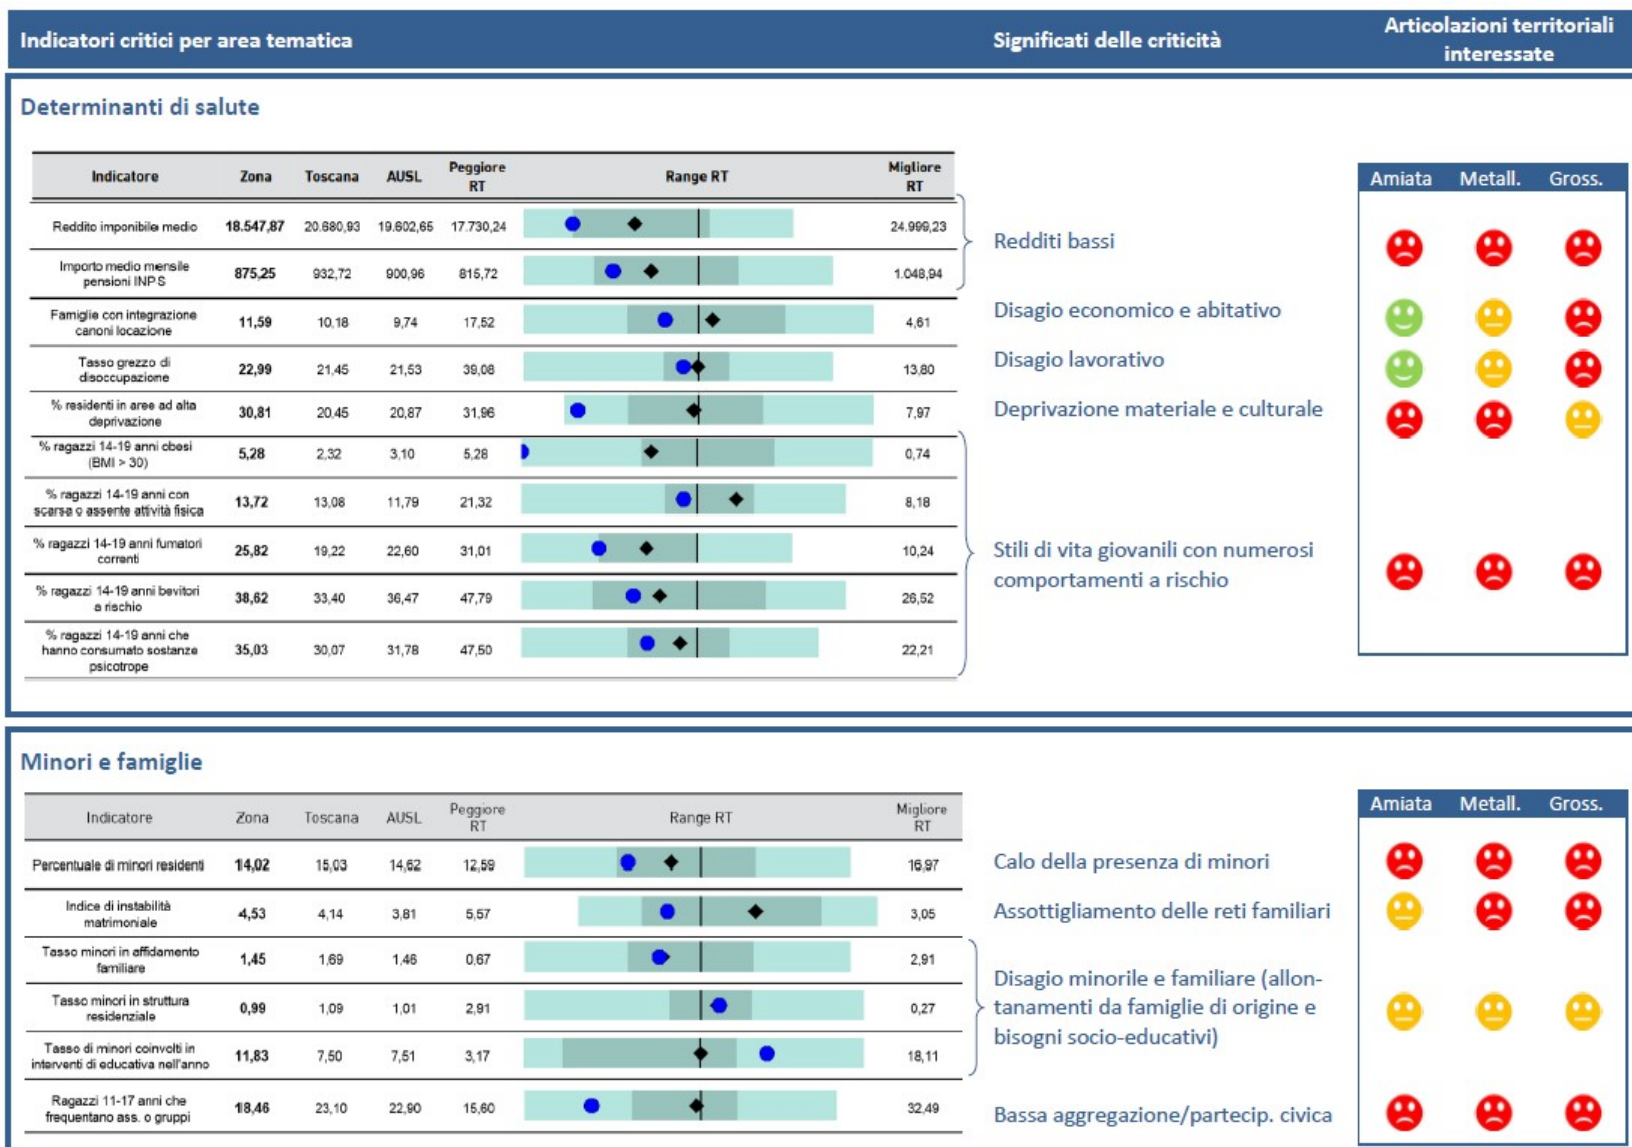 Indicatori critici per area tematica
Significati delle criticità
Articolazioni territoriali
interessate
Determinanti di salute
Indicatore Zona Toscana AUSL Peggiore RT Range RT Migliore RT
Amiata Metall. Gross.
Reddito imponibile medio 18.547,87 20.680,93 19.602,65 17.730,24 24.999,23
Redditi bassi
Importo medio mensile
pensioni INPS 875,25 932,72 900,96 815,72 1.048,94
Famiglie con integrazione
canoni locazione 11,59 10,18 9,74 17,52 4,61
Disagio economico e abitativo
Tasso grezzo di
disoccupazione 22,99 21,45 21,53 39,08 13,80
Disagio lavorativo
% residenti in aree ad alta
deprivazione 30,81 20,45 20,87 31,96 7,97
Deprivazione materiale e culturale
% ragazzi 14-19 anni obesi
(BMI > 30) 5,28 2,32 3,10 5,28 0,74
% ragazzi 14-19 anni con
scarsa o assente attività fisica 13,72 13,08 11,79 21,32 8,18
% ragazzi 14-19 anni fumatori
correnti 25,82 19,22 22,60 31,01 10,24
Stili di vita giovanili con numerosi
comportamenti a rischio
% ragazzi 14-19 anni bevitori
a rischio 38,62 33,40 36,47 47,79 26,52
% ragazzi 14-19 anni che
hanno consumato sostanze
psicotrope 35,03 30,07 31,78 47,50 22,21
Minori e famiglie
Indicatore Zona Toscana AUSL Peggiore RT Range RT Migliore RT
Amiata Metall. Gross.
Percentuale di minori residenti 14,02 15,03 14,62 12,59 16,97
Calo della presenza di minori
Indice di instabilità
matrimoniale 4,53 4,14 3,81 5,57 3,05
Assottigliamento delle reti familiari
Tasso minori in affidamento
familiare 1,45 1,69 1,46 0,67 2,91
Tasso minori in struttura
residenziale 0,99 1,09 1,01 2,91 0,27
Disagio minorile e familiare (allon-
tanamenti da famiglie di origine e
bisogni socio-educativi)
Tasso di minori coinvolti in
interventi di educativa nell'anno 11,83 7,50 7,51 3,17 18,11
Ragazzi 11-17 anni che
frequentano ass. o gruppi 18,46 23,10 22,90 15,60 32,49
Bassa aggregazione/partecip. civica